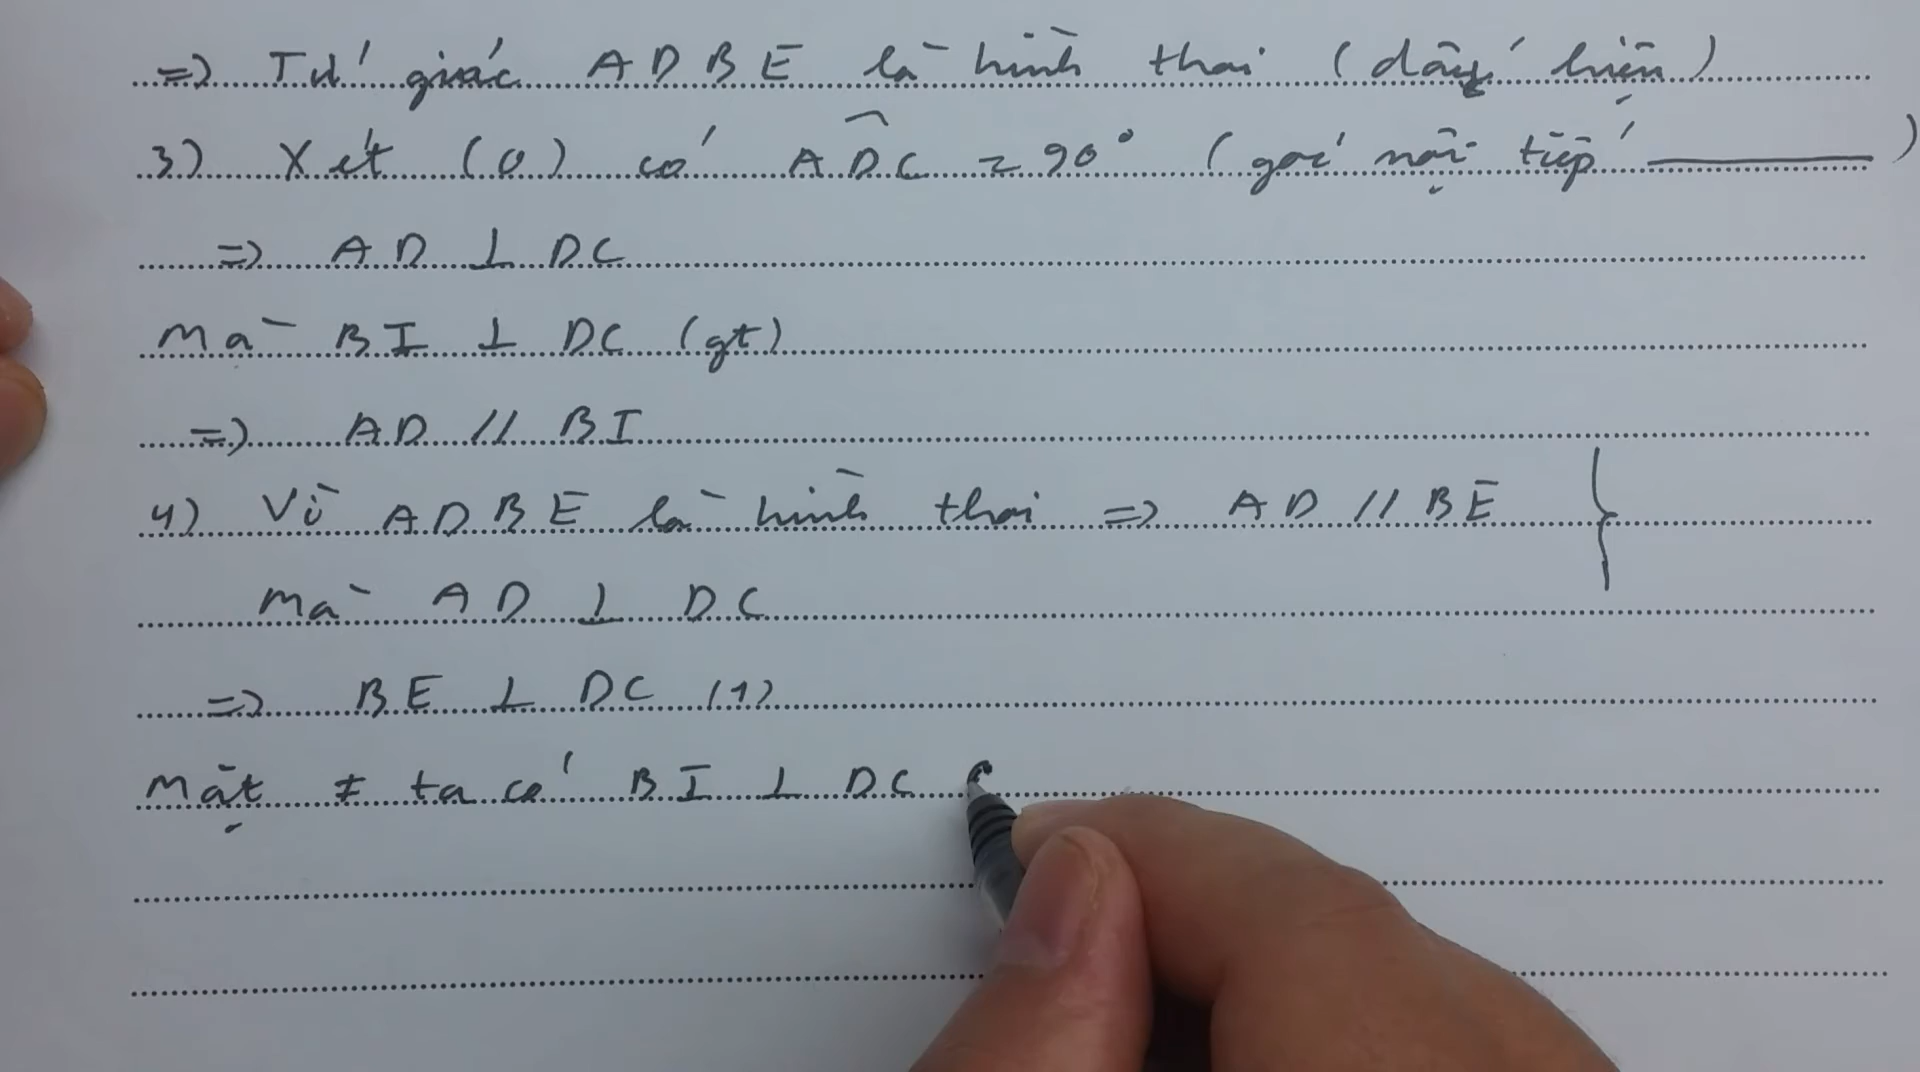 => Tứ giác ADBE là hình thoi (dấu hiệu)
3) Xét (O) có ADC = 90° (góc nội tiếp ———)
=> AD ⊥ DC
Mà BI ⊥ DC (gt)
=> AD // BI
4) Vì ADBE là hình thoi => AD // BE }
Mà AD ⊥ DC
=> BE ⊥ DC (1)
Mặt ≠ ta có BI ⊥ DC